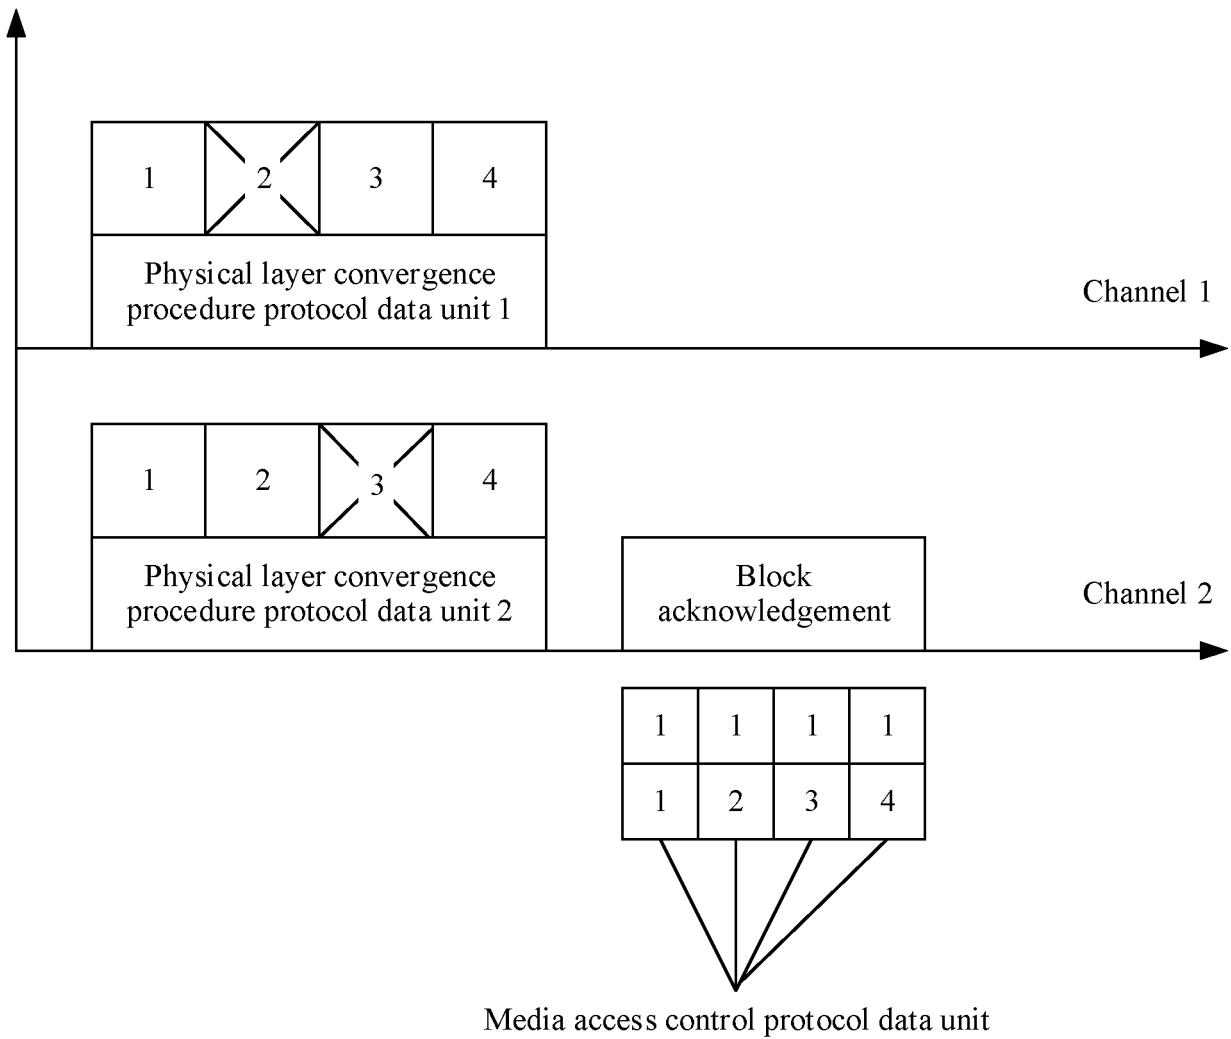 1 2 3 4
Physical layer convergence
procedure protocol data unit 1
Channel 1
1 2 3 4
Physical layer convergence
procedure protocol data unit 2
Block
acknowledgement
Channel 2
1 1 1 1
1 2 3 4
Media access control protocol data unit